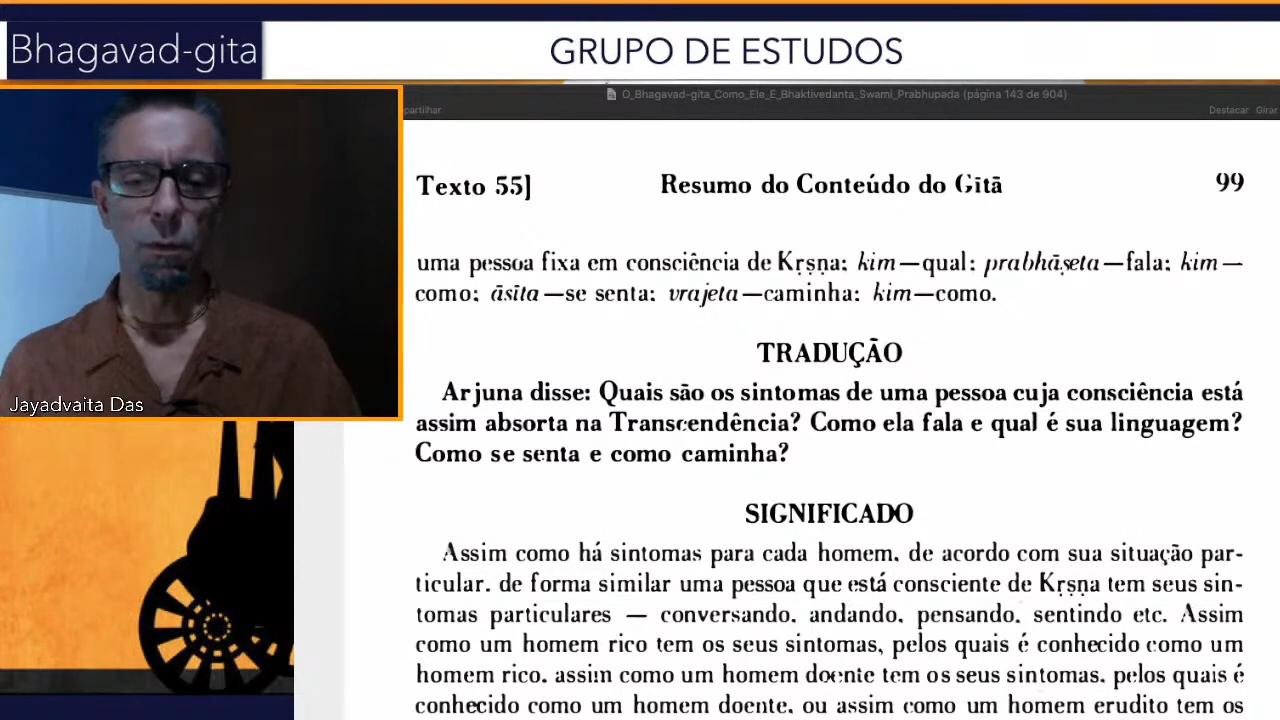 Bhagavad-gita
GRUPO DE ESTUDOS
O_Bhagavad-gita_Como_Ele_E_Bhaktivedanta_Swami_Prabhupada (página 143 de 904)
partilhar
Destacar
Girar
Jayadvaita Das
Texto 55]
Resumo do Conteúdo do Gītā
99
uma pessoa fixa em consciência de Kṛṣṇa; kim—qual; prabhāṣeta—fala; kim—
como; āsīta—se senta; vrajeta—caminha; kim—como.
TRADUÇÃO
Arjuna disse: Quais são os sintomas de uma pessoa cuja consciência está
assim absorta na Transcendência? Como ela fala e qual é sua linguagem?
Como se senta e como caminha?
SIGNIFICADO
Assim como há sintomas para cada homem, de acordo com sua situação par-
ticular, de forma similar uma pessoa que está consciente de Kṛṣṇa tem seus sin-
tomas particulares — conversando, andando, pensando, sentindo etc. Assim
como um homem rico tem os seus sintomas, pelos quais é conhecido como um
homem rico, assim como um homem doente tem os seus sintomas, pelos quais é
conhecido como um homem doente, ou assim como um homem erudito tem os